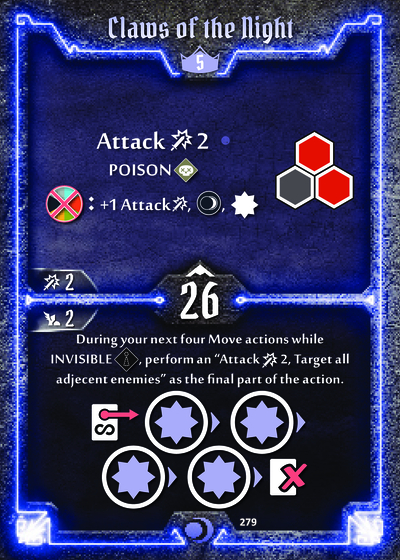 Claws of the Night
5
Attack 2
POISON
: +1 Attack, ,
2
26
2
During your next four Move actions while
INVISIBLE , perform an “Attack 2, Target all
adjecent enemies” as the final part of the action.
279